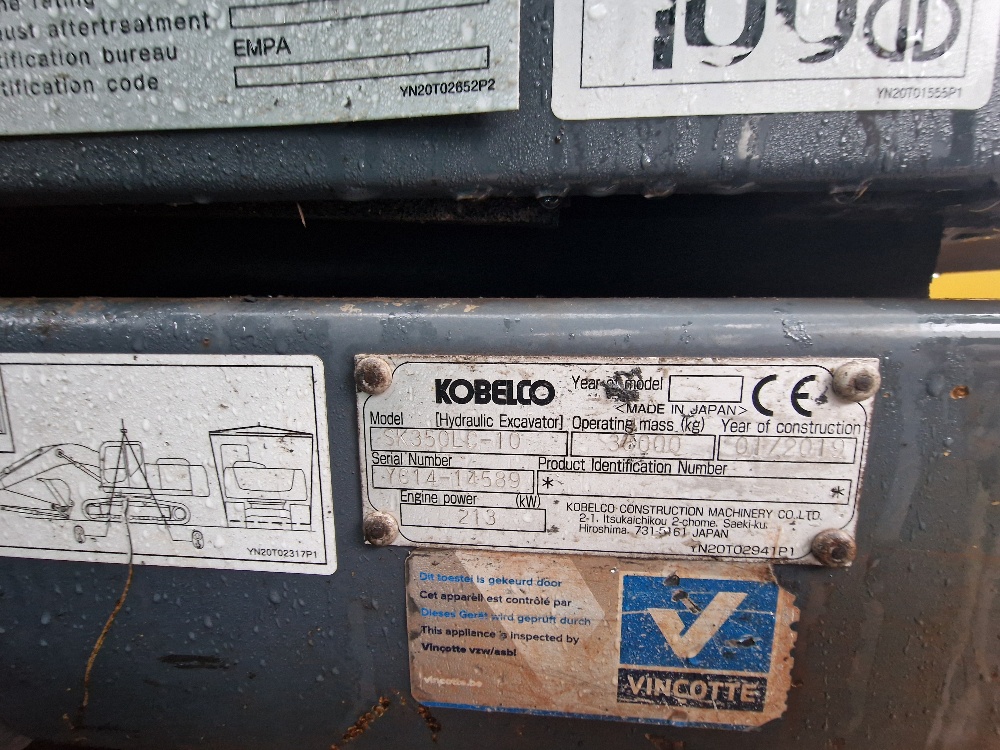 ust aftertreatment
tification bureau
EMPA
tification code
YN20T02652P2
YN20T01555P1
KOBELCO
Year of model
CE
<MADE IN JAPAN>
Model [Hydraulic Excavator] Operating mass (kg) Year of construction
SK350LC-10 01/2019
Serial Number Product Identification Number
* *
Engine power (kW)
213
KOBELCO CONSTRUCTION MACHINERY CO.,LTD.
2-1, Itsukaichikou 2-chome, Saeki-ku,
Hiroshima, 731-5161 JAPAN
YN20T02941P1
YN20T02317P1
Dit toestel is gekeurd door
Cet appareil est contrôlé par
Dieses Gerät wird geprüft durch
This appliance is inspected by
Vinçotte vzw/asbl
vincotte.be
VINÇOTTE